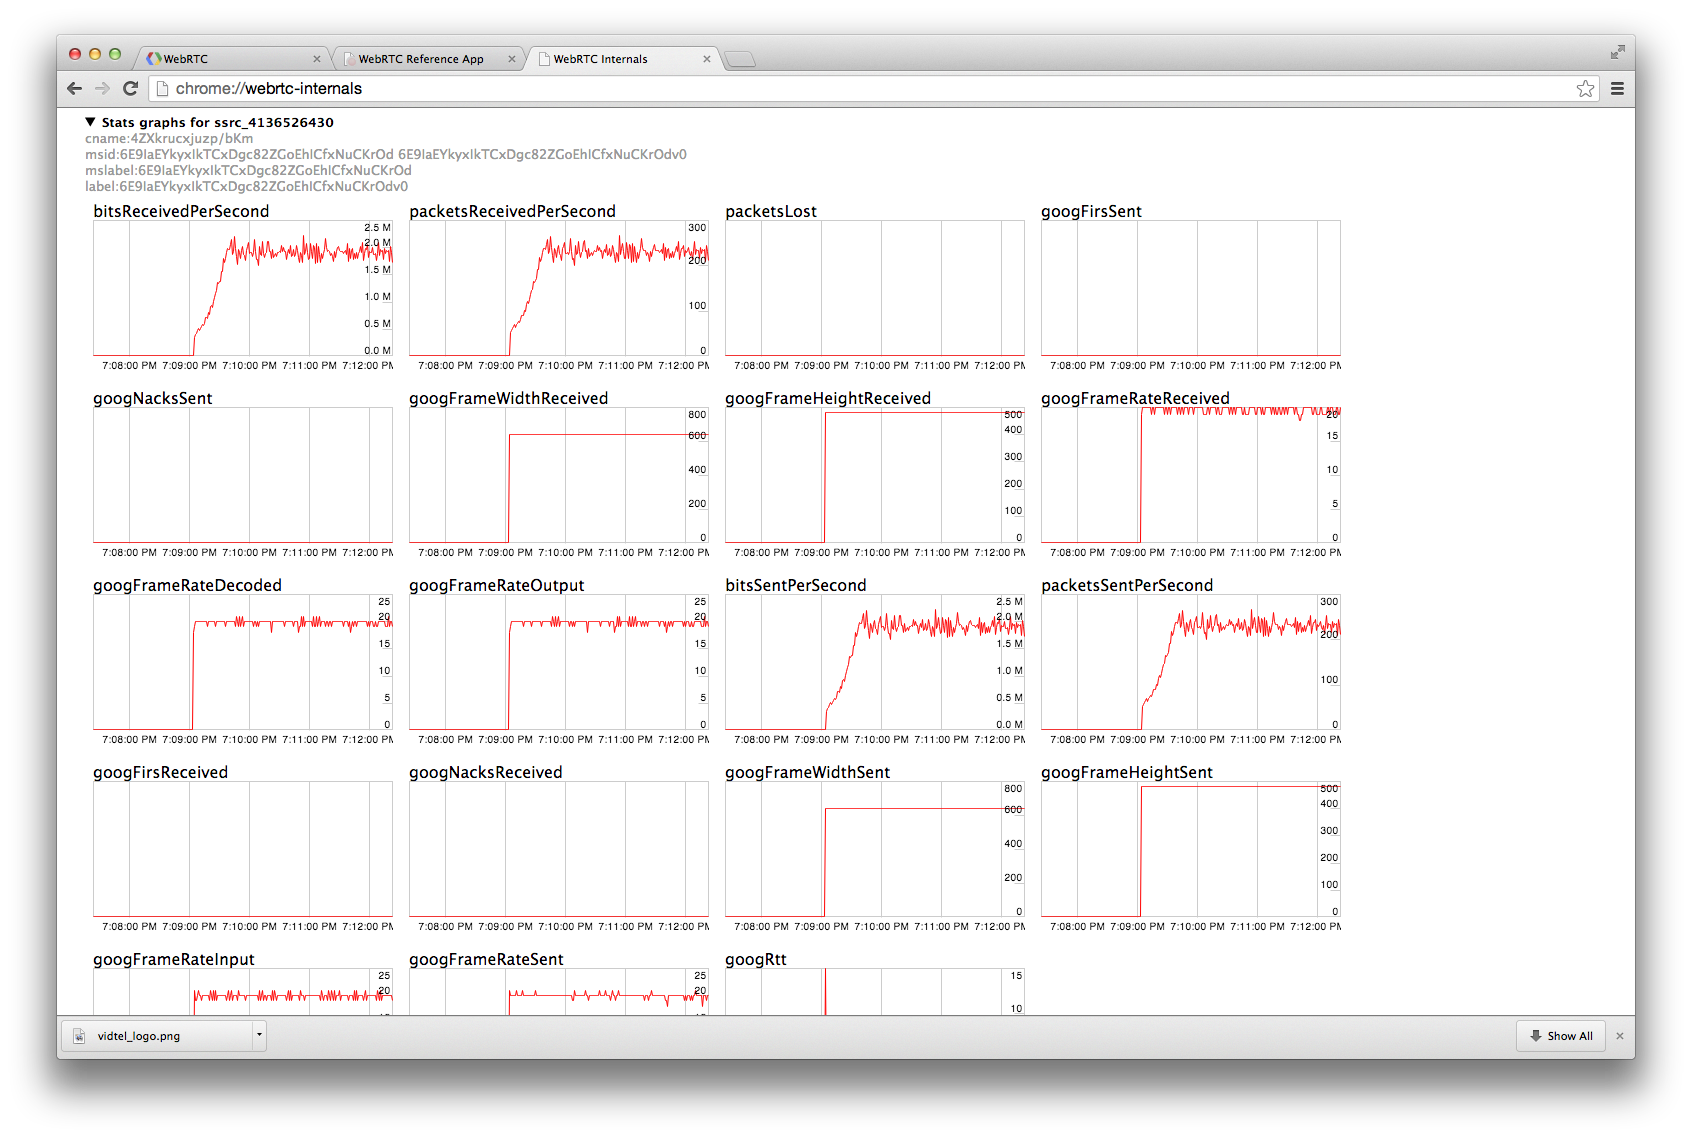 WebRTC
WebRTC Reference App
WebRTC Internals
chrome://webrtc-internals
▼ Stats graphs for ssrc_4136526430
cname:4ZXkrucxjuzp/bKm
msid:6E9IaEYkyxIkTCxDgc82ZGoEhICfxNuCKrOd 6E9IaEYkyxIkTCxDgc82ZGoEhICfxNuCKrOdv0
mslabel:6E9IaEYkyxIkTCxDgc82ZGoEhICfxNuCKrOd
label:6E9IaEYkyxIkTCxDgc82ZGoEhICfxNuCKrOdv0
bitsReceivedPerSecond
2.5 M
2.0 M
1.5 M
1.0 M
0.5 M
0.0 M
7:08:00 PM 7:09:00 PM 7:10:00 PM 7:11:00 PM 7:12:00 PM
packetsReceivedPerSecond
300
200
100
0
7:08:00 PM 7:09:00 PM 7:10:00 PM 7:11:00 PM 7:12:00 PM
packetsLost
7:08:00 PM 7:09:00 PM 7:10:00 PM 7:11:00 PM 7:12:00 PM
googFirsSent
7:08:00 PM 7:09:00 PM 7:10:00 PM 7:11:00 PM 7:12:00 PM
googNacksSent
7:08:00 PM 7:09:00 PM 7:10:00 PM 7:11:00 PM 7:12:00 PM
googFrameWidthReceived
800
600
400
200
0
7:08:00 PM 7:09:00 PM 7:10:00 PM 7:11:00 PM 7:12:00 PM
googFrameHeightReceived
500
400
300
200
100
0
7:08:00 PM 7:09:00 PM 7:10:00 PM 7:11:00 PM 7:12:00 PM
googFrameRateReceived
20
15
10
5
0
7:08:00 PM 7:09:00 PM 7:10:00 PM 7:11:00 PM 7:12:00 PM
googFrameRateDecoded
25
20
15
10
5
0
7:08:00 PM 7:09:00 PM 7:10:00 PM 7:11:00 PM 7:12:00 PM
googFrameRateOutput
25
20
15
10
5
0
7:08:00 PM 7:09:00 PM 7:10:00 PM 7:11:00 PM 7:12:00 PM
bitsSentPerSecond
2.5 M
2.0 M
1.5 M
1.0 M
0.5 M
0.0 M
7:08:00 PM 7:09:00 PM 7:10:00 PM 7:11:00 PM 7:12:00 PM
packetsSentPerSecond
300
200
100
0
7:08:00 PM 7:09:00 PM 7:10:00 PM 7:11:00 PM 7:12:00 PM
googFirsReceived
7:08:00 PM 7:09:00 PM 7:10:00 PM 7:11:00 PM 7:12:00 PM
googNacksReceived
7:08:00 PM 7:09:00 PM 7:10:00 PM 7:11:00 PM 7:12:00 PM
googFrameWidthSent
800
600
400
200
0
7:08:00 PM 7:09:00 PM 7:10:00 PM 7:11:00 PM 7:12:00 PM
googFrameHeightSent
500
400
300
200
100
0
7:08:00 PM 7:09:00 PM 7:10:00 PM 7:11:00 PM 7:12:00 PM
googFrameRateInput
25
20
googFrameRateSent
25
20
googRtt
15
10
vidtel_logo.png
Show All